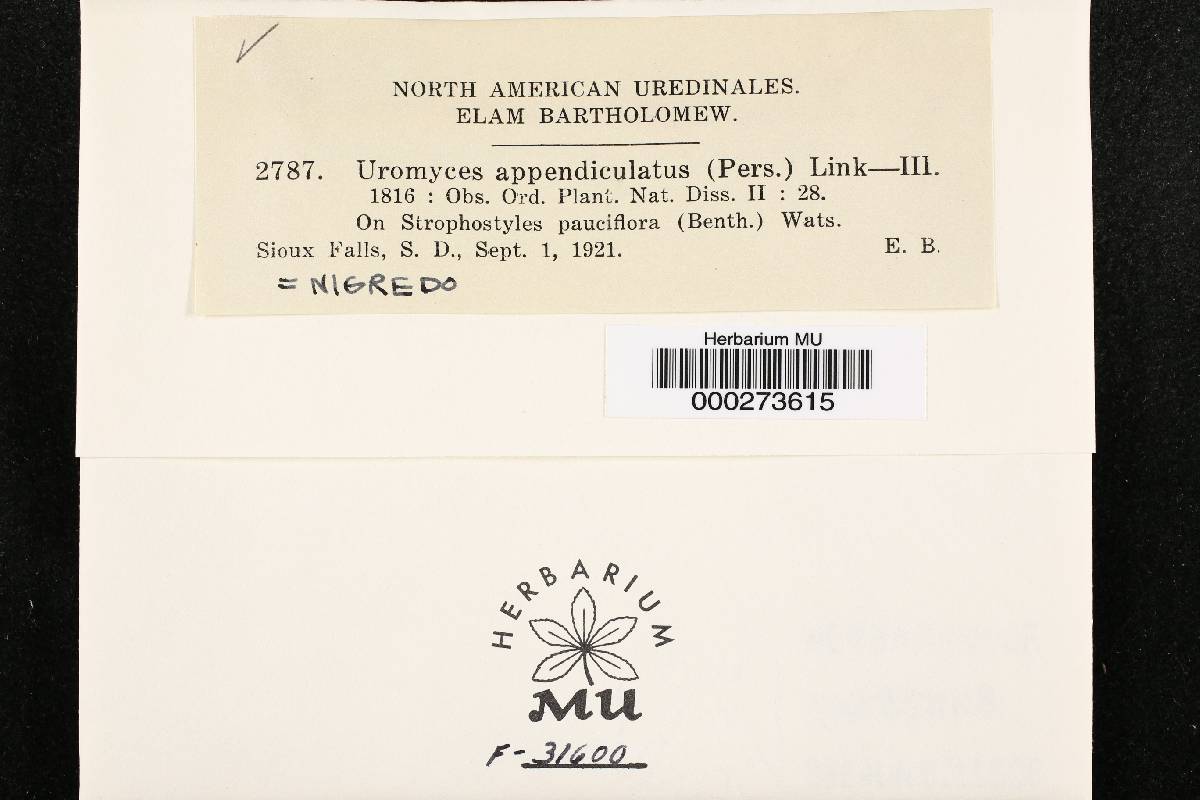 NORTH AMERICAN UREDINALES.
ELAM BARTHOLOMEW.
2787. Uromyces appendiculatus (Pers.) Link—III.
1816 : Obs. Ord. Plant. Nat. Diss. II : 28.
On Strophostyles pauciflora (Benth.) Wats.
Sioux Falls, S. D., Sept. 1, 1921. E. B.
= NIGREDO
Herbarium MU
000273615
HERBARIUM
MU
F-31600